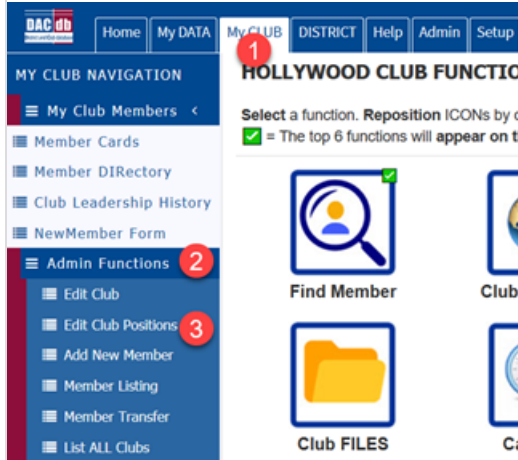 DACdb
Home
My DATA
My CLUB
DISTRICT
Help
Admin
Setup
1
MY CLUB NAVIGATION
My Club Members
Member Cards
Member DIRectory
Club Leadership History
NewMember Form
Admin Functions 2
Edit Club
Edit Club Positions 3
Add New Member
Member Listing
Member Transfer
List ALL Clubs
HOLLYWOOD CLUB FUNCTIO
Select a function. Reposition ICONs by
= The top 6 functions will appear on
Find Member
Club
Club FILES
Ca